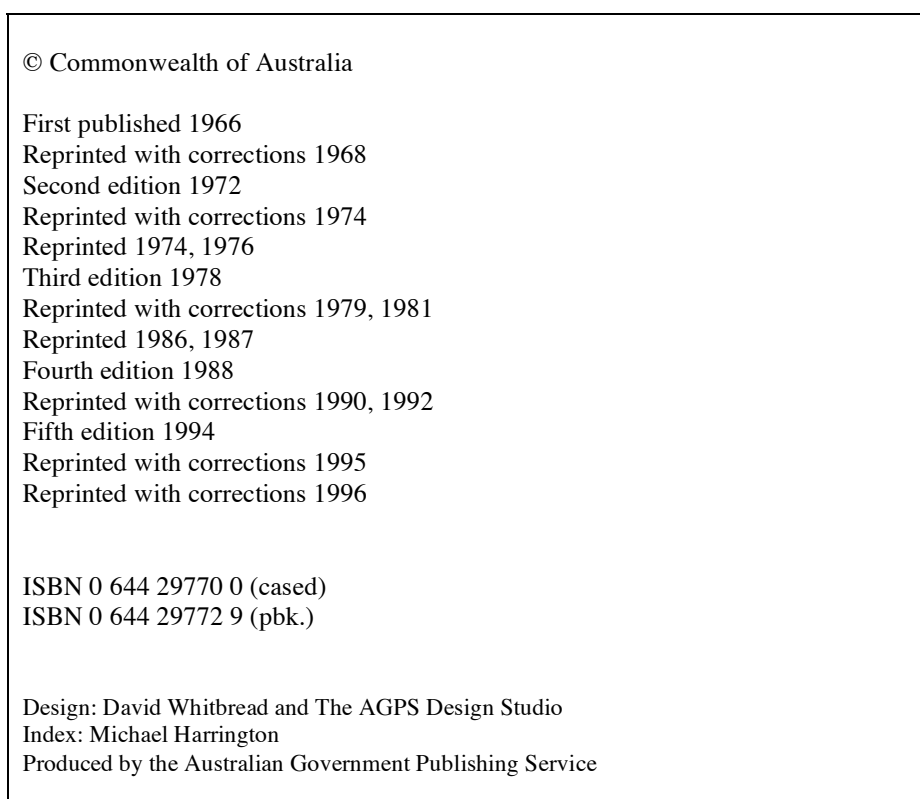 © Commonwealth of Australia
First published 1966
Reprinted with corrections 1968
Second edition 1972
Reprinted with corrections 1974
Reprinted 1974, 1976
Third edition 1978
Reprinted with corrections 1979, 1981
Reprinted 1986, 1987
Fourth edition 1988
Reprinted with corrections 1990, 1992
Fifth edition 1994
Reprinted with corrections 1995
Reprinted with corrections 1996
ISBN 0 644 29770 0 (cased)
ISBN 0 644 29772 9 (pbk.)
Design: David Whitbread and The AGPS Design Studio
Index: Michael Harrington
Produced by the Australian Government Publishing Service